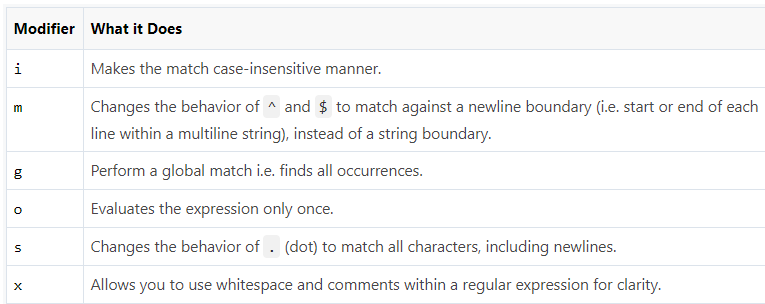 Modifier What it Does
i Makes the match case-insensitive manner.
m Changes the behavior of ^ and $ to match against a newline boundary (i.e. start or end of each
line within a multiline string), instead of a string boundary.
g Perform a global match i.e. finds all occurrences.
o Evaluates the expression only once.
s Changes the behavior of . (dot) to match all characters, including newlines.
x Allows you to use whitespace and comments within a regular expression for clarity.